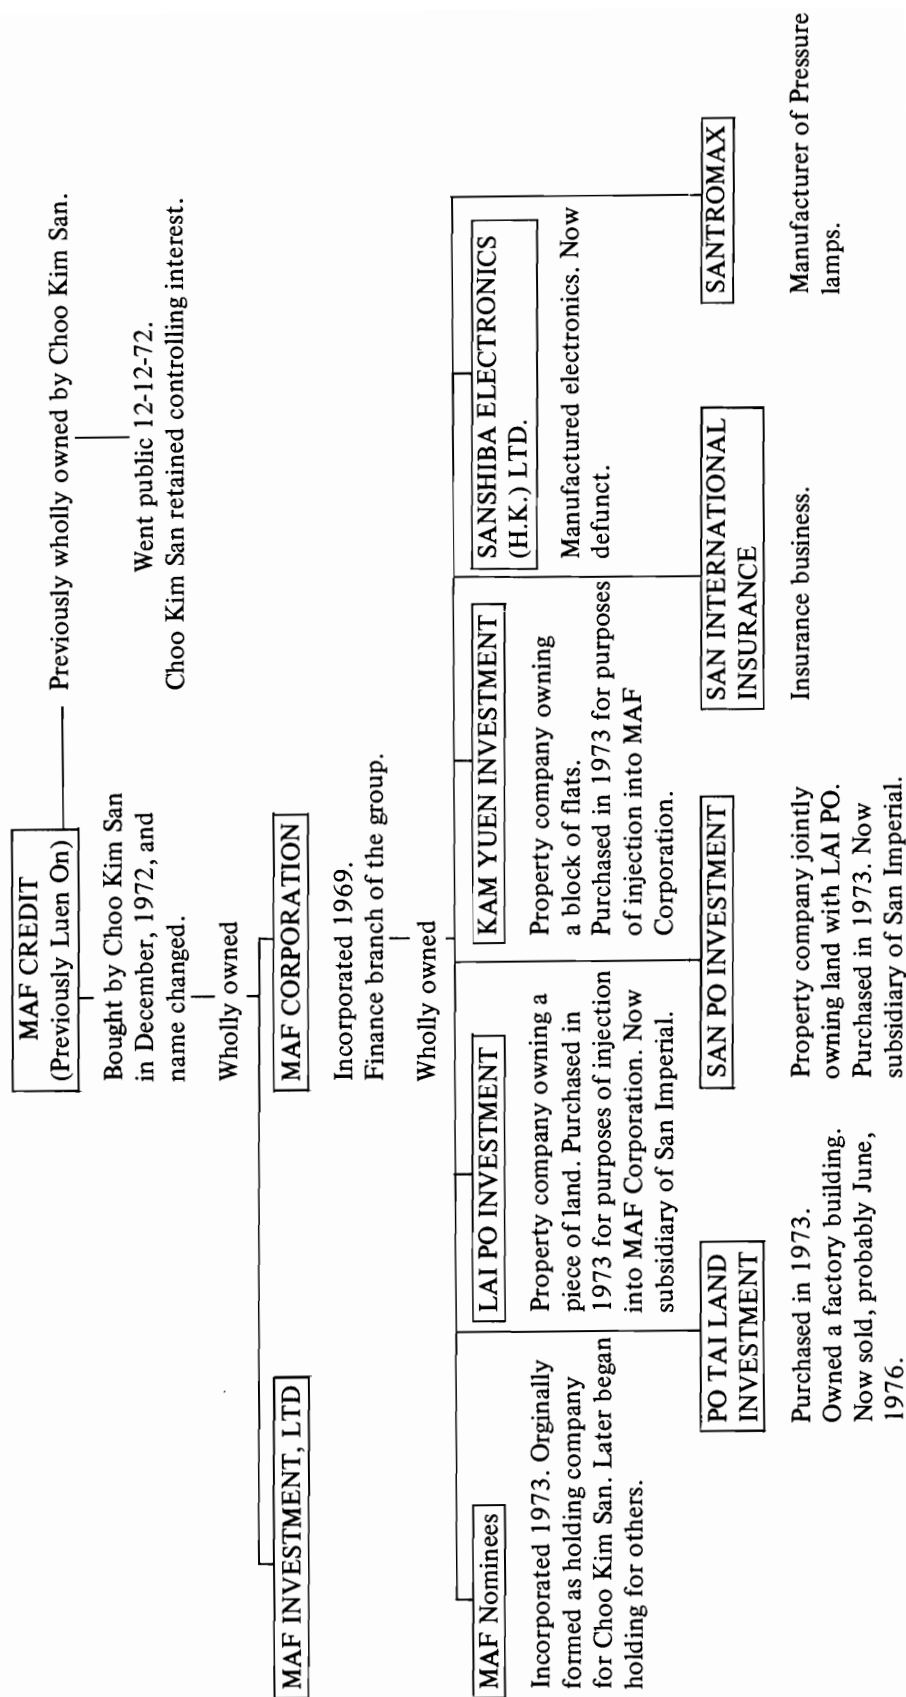 MAF CREDIT
(Previously Luen On)
Previously wholly owned by Choo Kim San.
Went public 12-12-72.
Choo Kim San retained controlling interest.
Bought by Choo Kim San
in December, 1972, and
name changed.
Wholly owned
MAF INVESTMENT, LTD
MAF CORPORATION
Incorporated 1969.
Finance branch of the group.
Wholly owned
MAF Nominees
Incorporated 1973. Orginally
formed as holding company
for Choo Kim San. Later began
holding for others.
LAI PO INVESTMENT
Property company owning a
piece of land. Purchased in
1973 for purposes of injection
into MAF Corporation. Now
subsidiary of San Imperial.
KAM YUEN INVESTMENT
Property company owning
a block of flats.
Purchased in 1973 for purposes
of injection into MAF
Corporation.
SANSHIBA ELECTRONICS
(H.K.) LTD.
Manufactured electronics. Now
defunct.
PO TAI LAND
INVESTMENT
Purchased in 1973.
Owned a factory building.
Now sold, probably June,
1976.
SAN PO INVESTMENT
Property company jointly
owning land with LAI PO.
Purchased in 1973. Now
subsidiary of San Imperial.
SAN INTERNATIONAL
INSURANCE
Insurance business.
SANTROMAX
Manufacturer of Pressure
lamps.